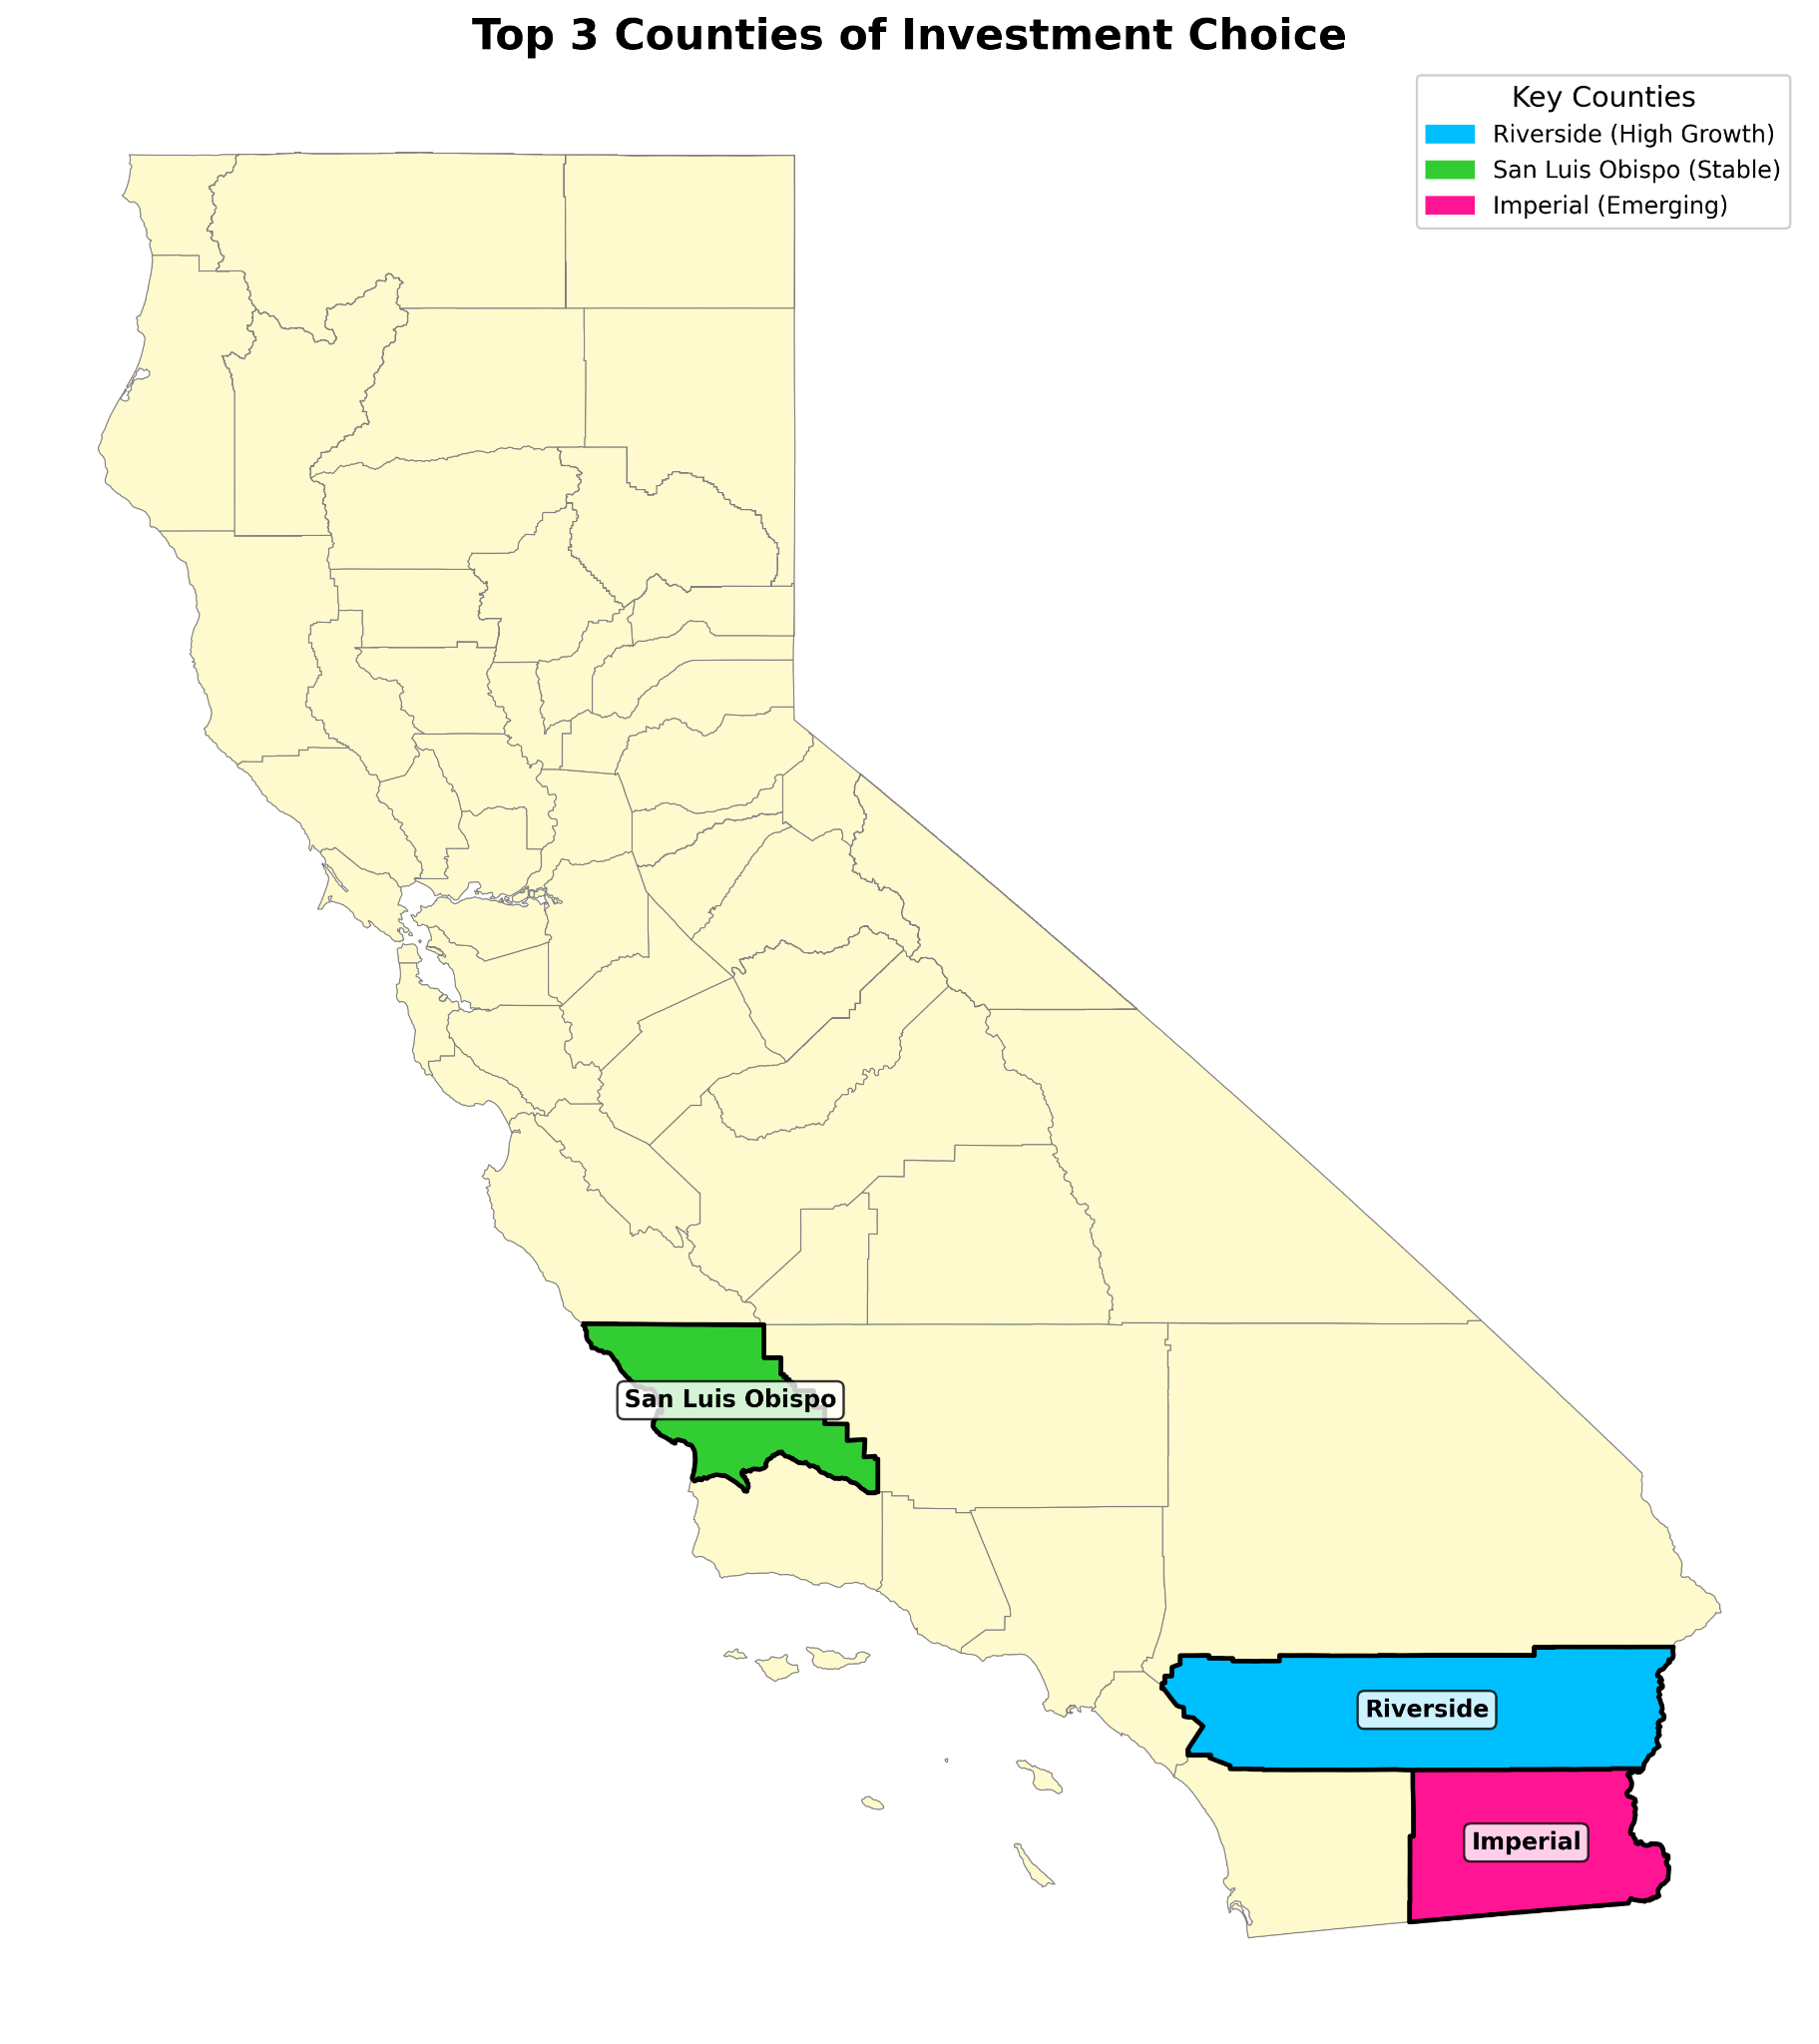 Top 3 Counties of Investment Choice
Key Counties
Riverside (High Growth)
San Luis Obispo (Stable)
Imperial (Emerging)
San Luis Obispo
Riverside
Imperial